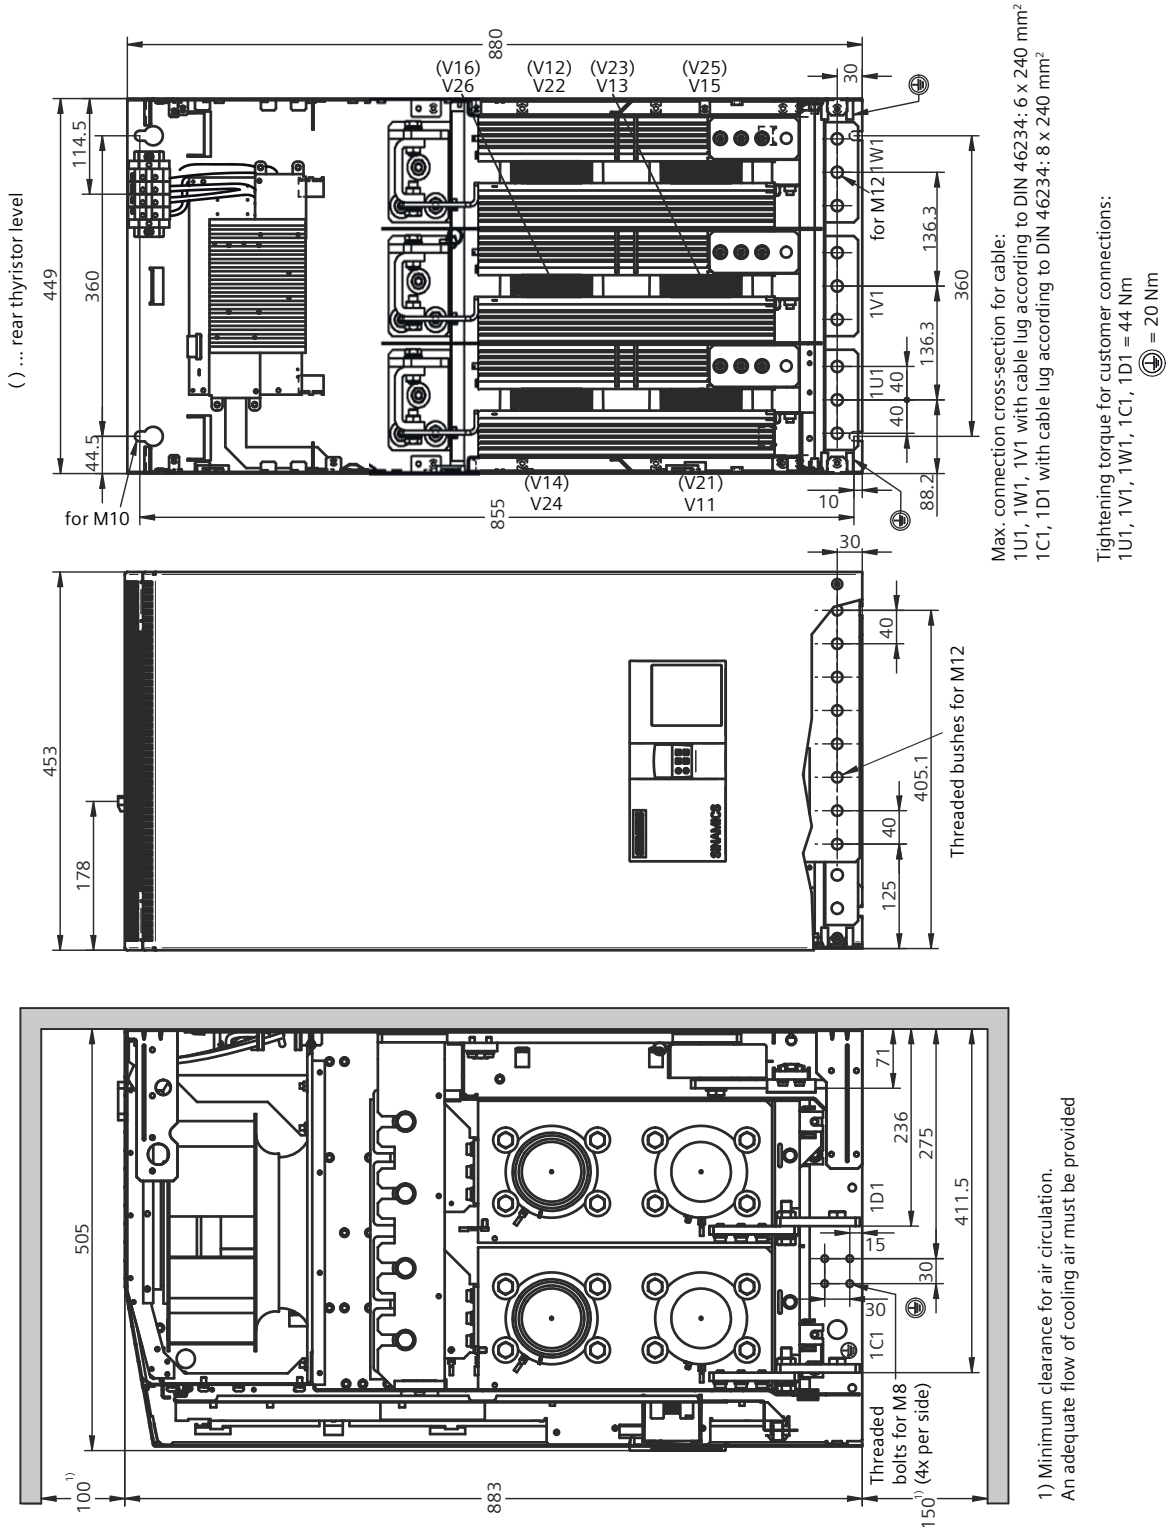 ( ) ... rear thyristor level
449
114.5
360
44.5
for M10
880
855
(V16)
V26
(V12)
V22
(V23)
V13
(V25)
V15
(V14)
V24
(V21)
V11
30
for M12
1W1
1V1
1U1
136.3
136.3
40
40
88.2
360
10
Max. connection cross-section for cable:
1U1, 1W1, 1V1 with cable lug according to DIN 46234: 6 x 240 mm²
1C1, 1D1 with cable lug according to DIN 46234: 8 x 240 mm²
Tightening torque for customer connections:
1U1, 1V1, 1W1, 1C1, 1D1 = 44 Nm
= 20 Nm
453
178
SIEMENS
SINAMICS
30
40
405.1
40
125
Threaded bushes for M12
505
100 1)
883
150 1)
71
236
275
411.5
1D1
15
30
30
1C1
Threaded
bolts for M8
(4x per side)
1) Minimum clearance for air circulation.
An adequate flow of cooling air must be provided